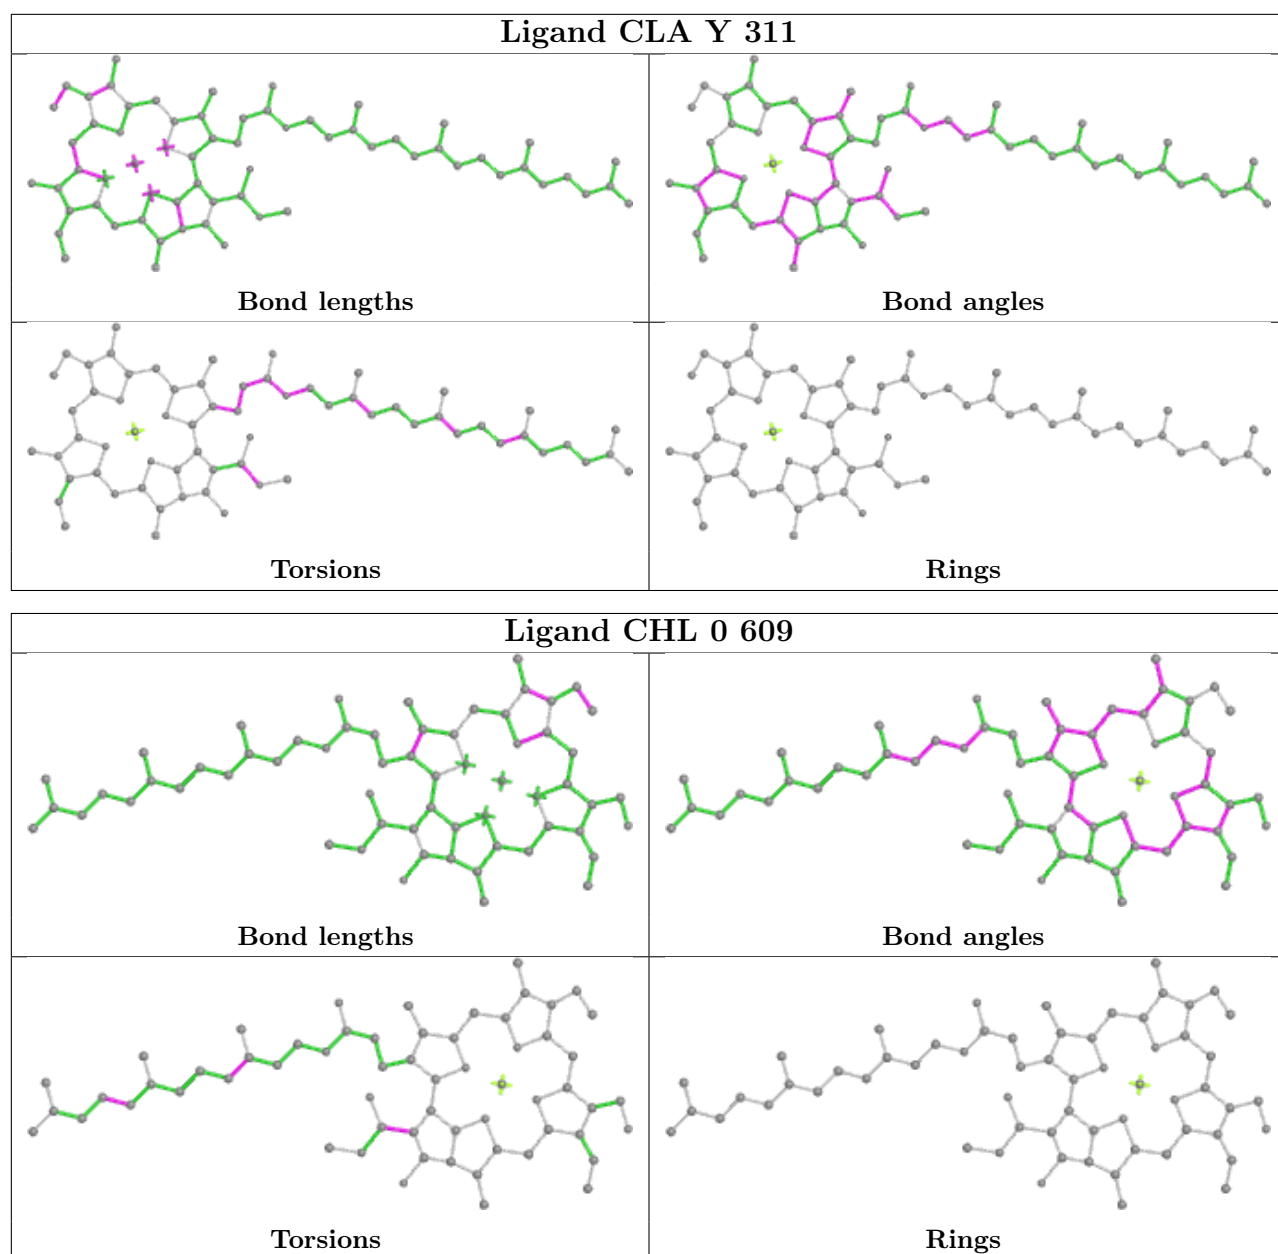 Ligand CLA Y 311
Bond lengths
Bond angles
Torsions
Rings
Ligand CHL 0 609
Bond lengths
Bond angles
Torsions
Rings